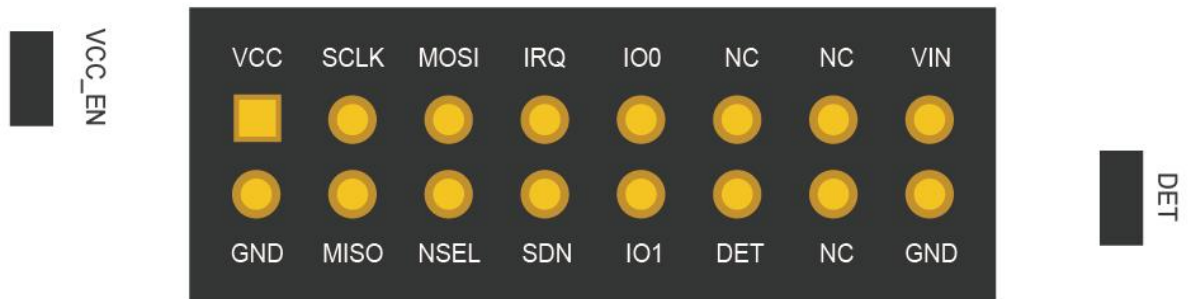 VCC_EN
VCC SCLK MOSI IRQ IO0 NC NC VIN
GND MISO NSEL SDN IO1 DET NC GND
DET